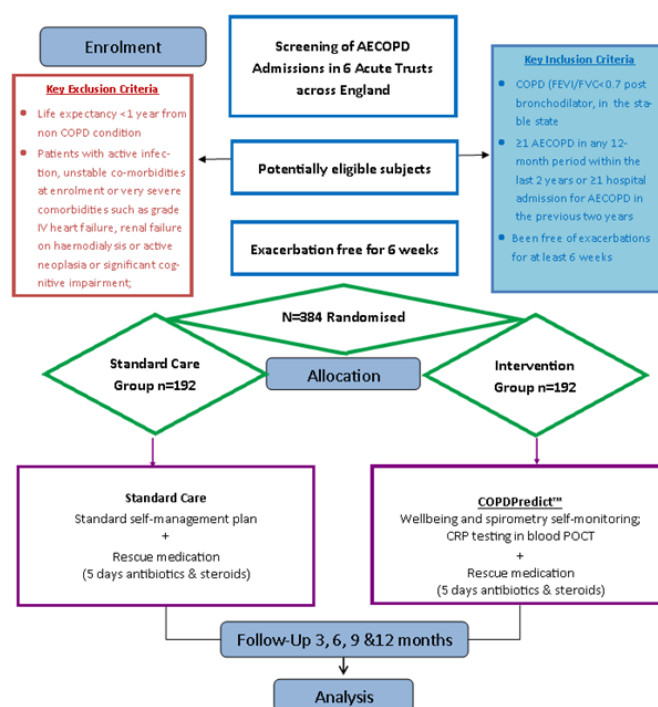 Enrolment
Screening of AECOPD
Admissions in 6 Acute Trusts
across England
Key Exclusion Criteria
• Life expectancy <1 year from
non COPD condition
• Patients with active infec-
tion, unstable co-morbidities
at enrolment or very severe
comorbidities such as grade
IV heart failure, renal failure
on haemodialysis or active
neoplasia or significant cog-
nitive impairment;
Key Inclusion Criteria
• COPD (FEVI/FVC<0.7 post
bronchodilator, in the sta-
ble state
• ≥1 AECOPD in any 12-
month period within the
last 2 years or ≥1 hospital
admission for AECOPD in
the previous two years
• Been free of exacerbations
for at least 6 weeks
Potentially eligible subjects
Exacerbation free for 6 weeks
N=384 Randomised
Standard Care
Group n=192
Allocation
Intervention
Group n=192
Standard Care
Standard self-management plan
+
Rescue medication
(5 days antibiotics & steroids)
COPDPredict™
Wellbeing and spirometry self-monitoring;
CRP testing in blood POCT
+
Rescue medication
(5 days antibiotics & steroids)
Follow-Up 3, 6, 9 &12 months
Analysis